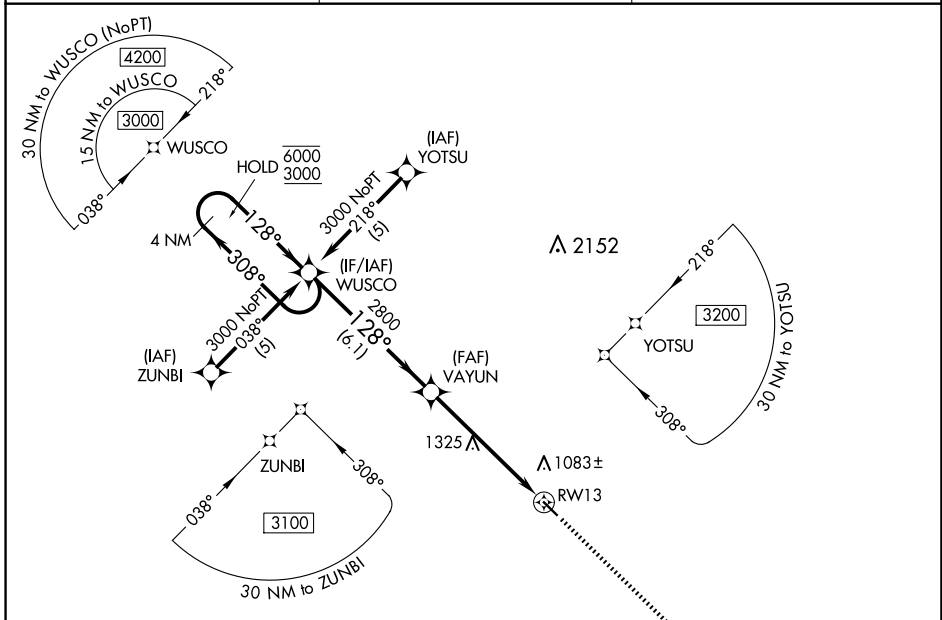 30 NM to WUSCO (NoPT)
4200
15 NM to WUSCO
218°
3000
WUSCO
038°
HOLD
6000
3000
(IAF)
YOTSU
3000 NoPT
218°
(5)
4 NM
128°
308°
(IF/IAF)
WUSCO
2152
218°
3200
YOTSU
308°
30 NM to YOTSU
3000 NoPT
038°
(5)
(IAF)
ZUNBI
2800
128°
(6.1)
(FAF)
VAYUN
1325
1083±
RW13
ZUNBI
038°
308°
3100
30 NM to ZUNBI